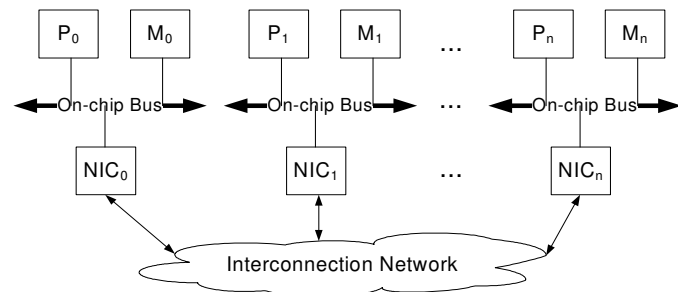 P0 M0 P1 M1 ... Pn Mn
On-chip Bus On-chip Bus ... On-chip Bus
NIC0 NIC1 ... NICn
Interconnection Network